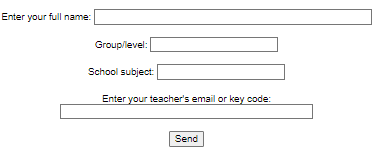 Enter your full name:
Group/level:
School subject:
Enter your teacher's email or key code:
Send